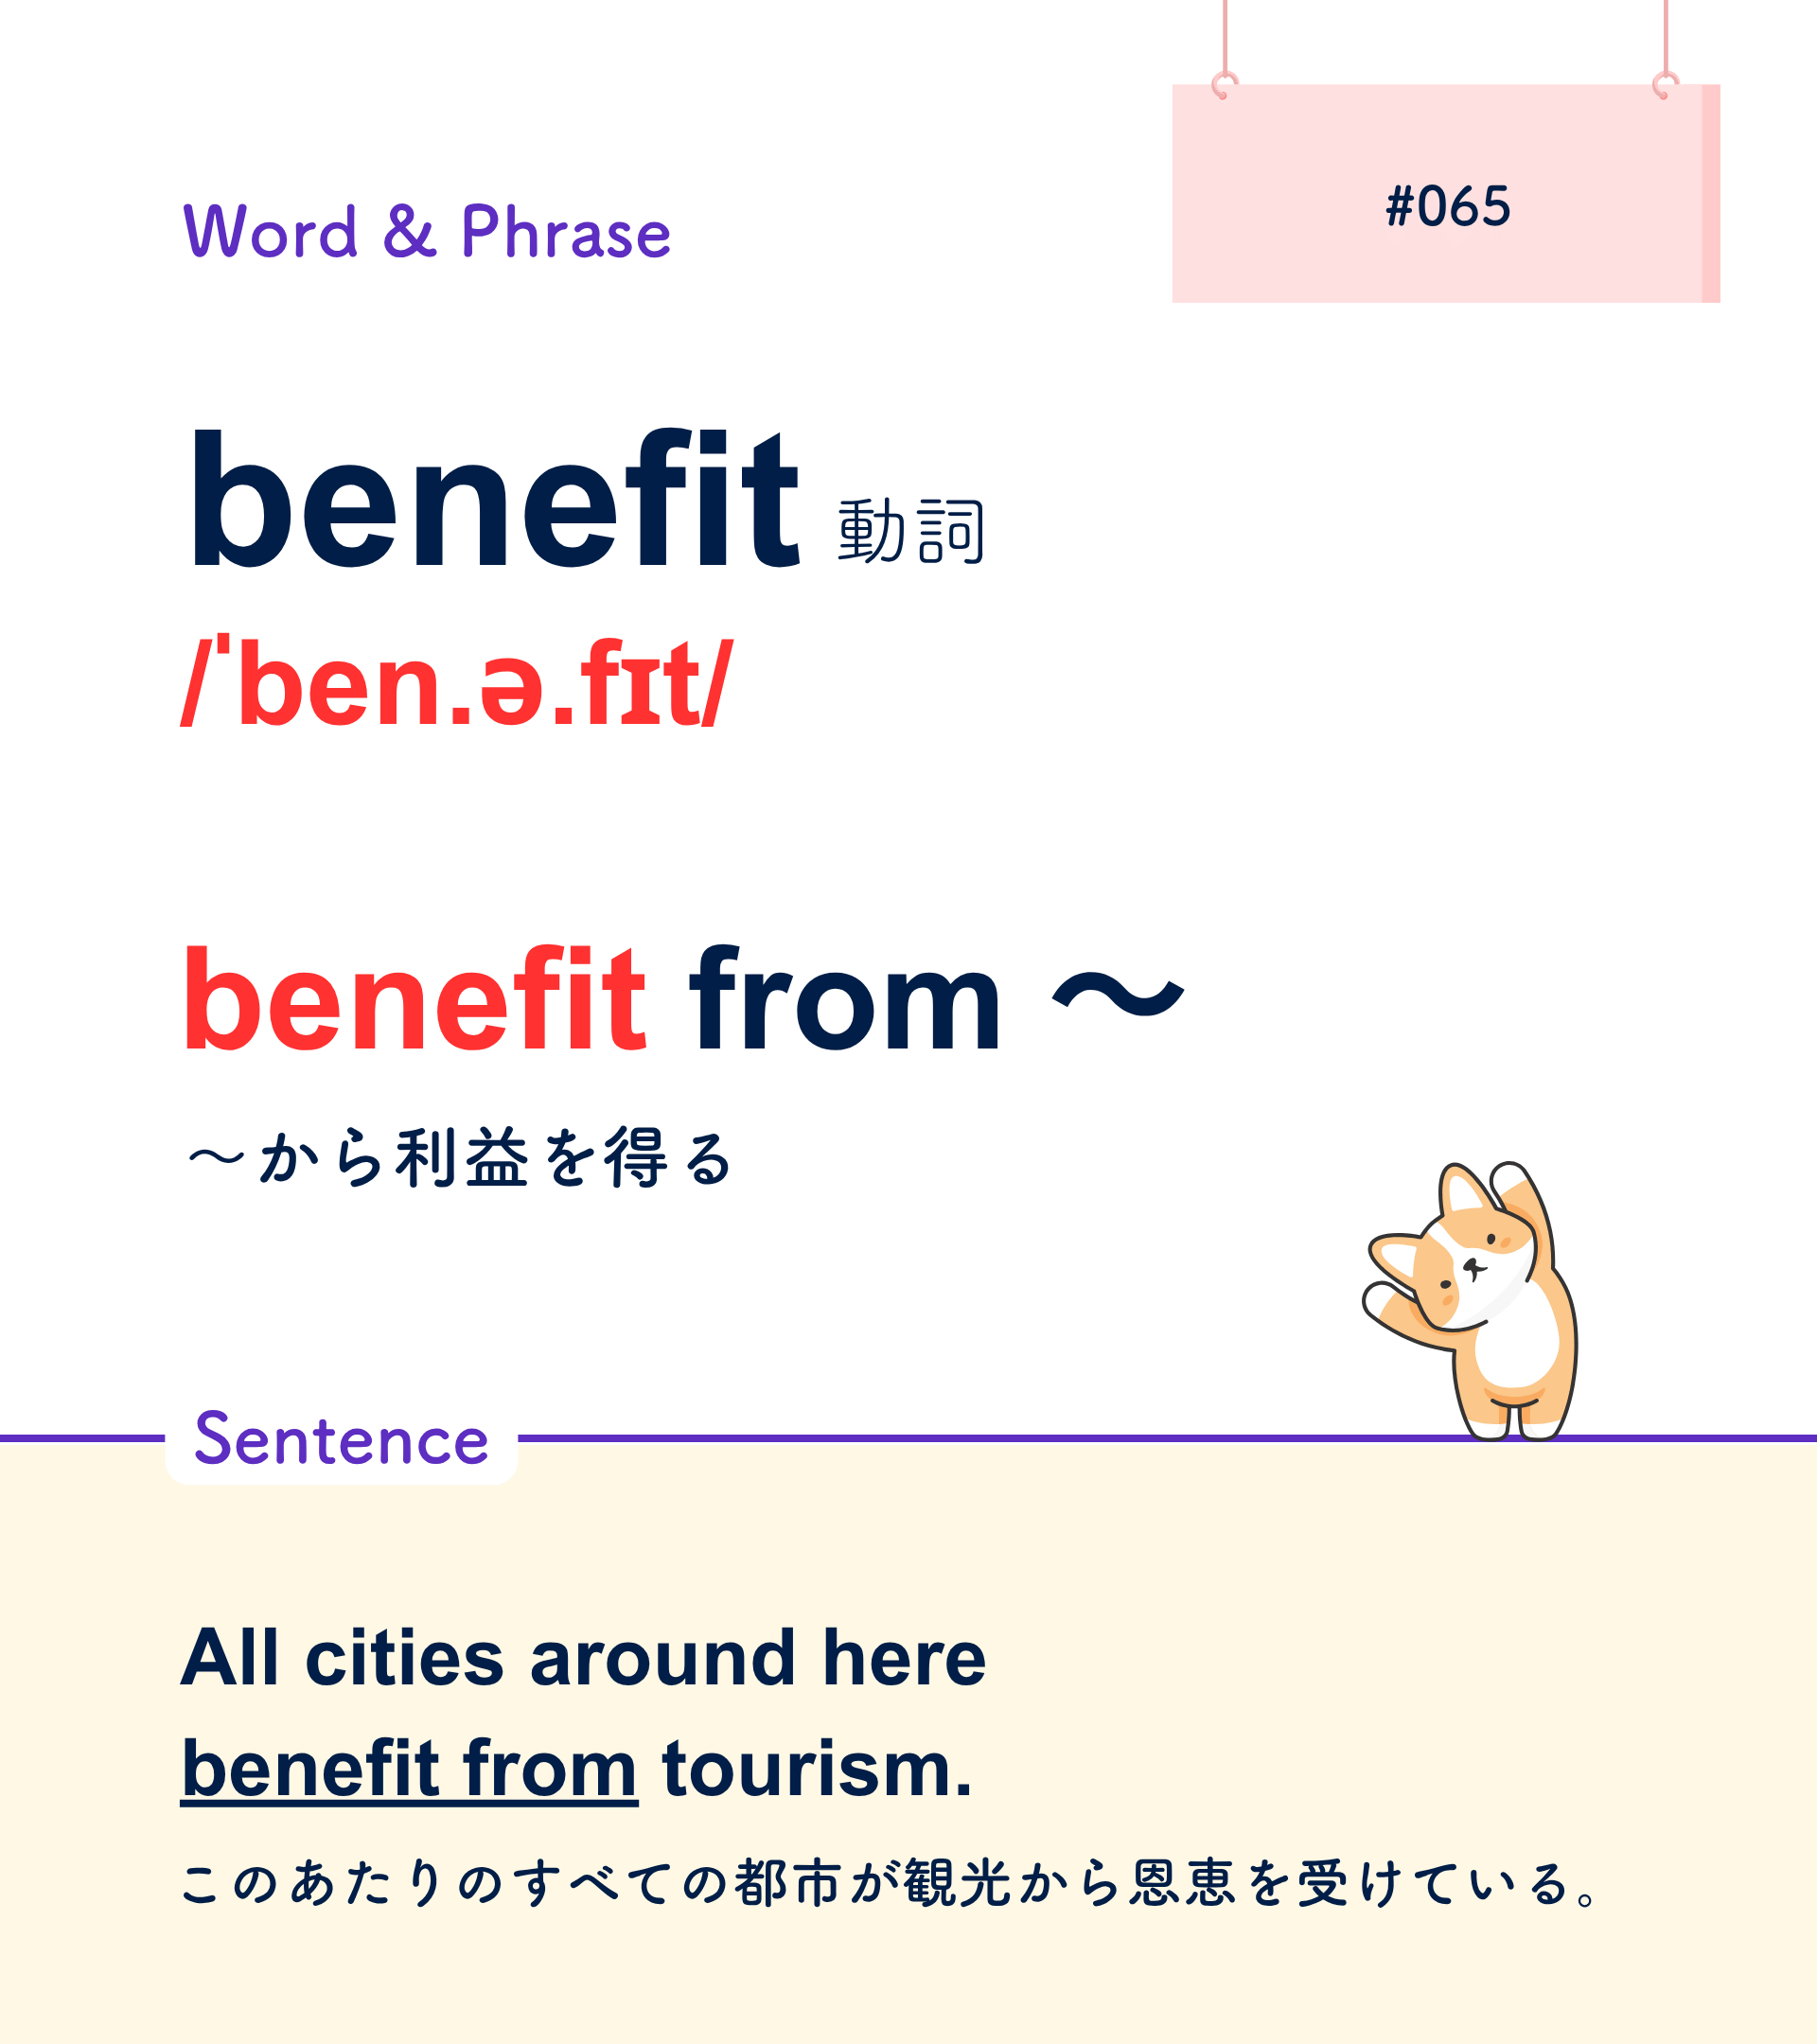 #065
Word & Phrase
benefit 動詞
/ˈben.ə.fɪt/
benefit from 〜
〜から利益を得る
Sentence
All cities around here
benefit from tourism.
このあたりのすべての都市が観光から恩恵を受けている。